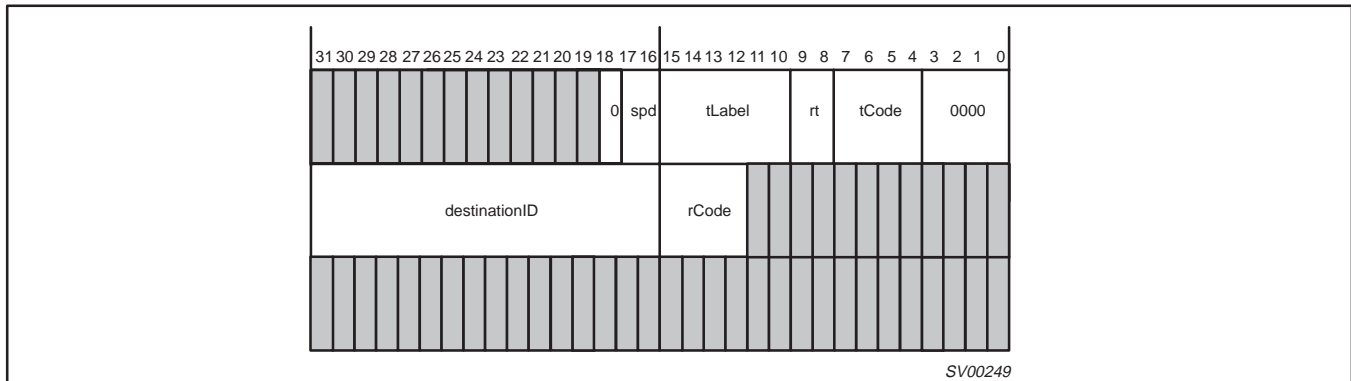 31 30 29 28 27 26 25 24 23 22 21 20 19 18 17 16 15 14 13 12 11 10 9 8 7 6 5 4 3 2 1 0
0 spd tLabel rt tCode 0000
destinationID rCode
SV00249